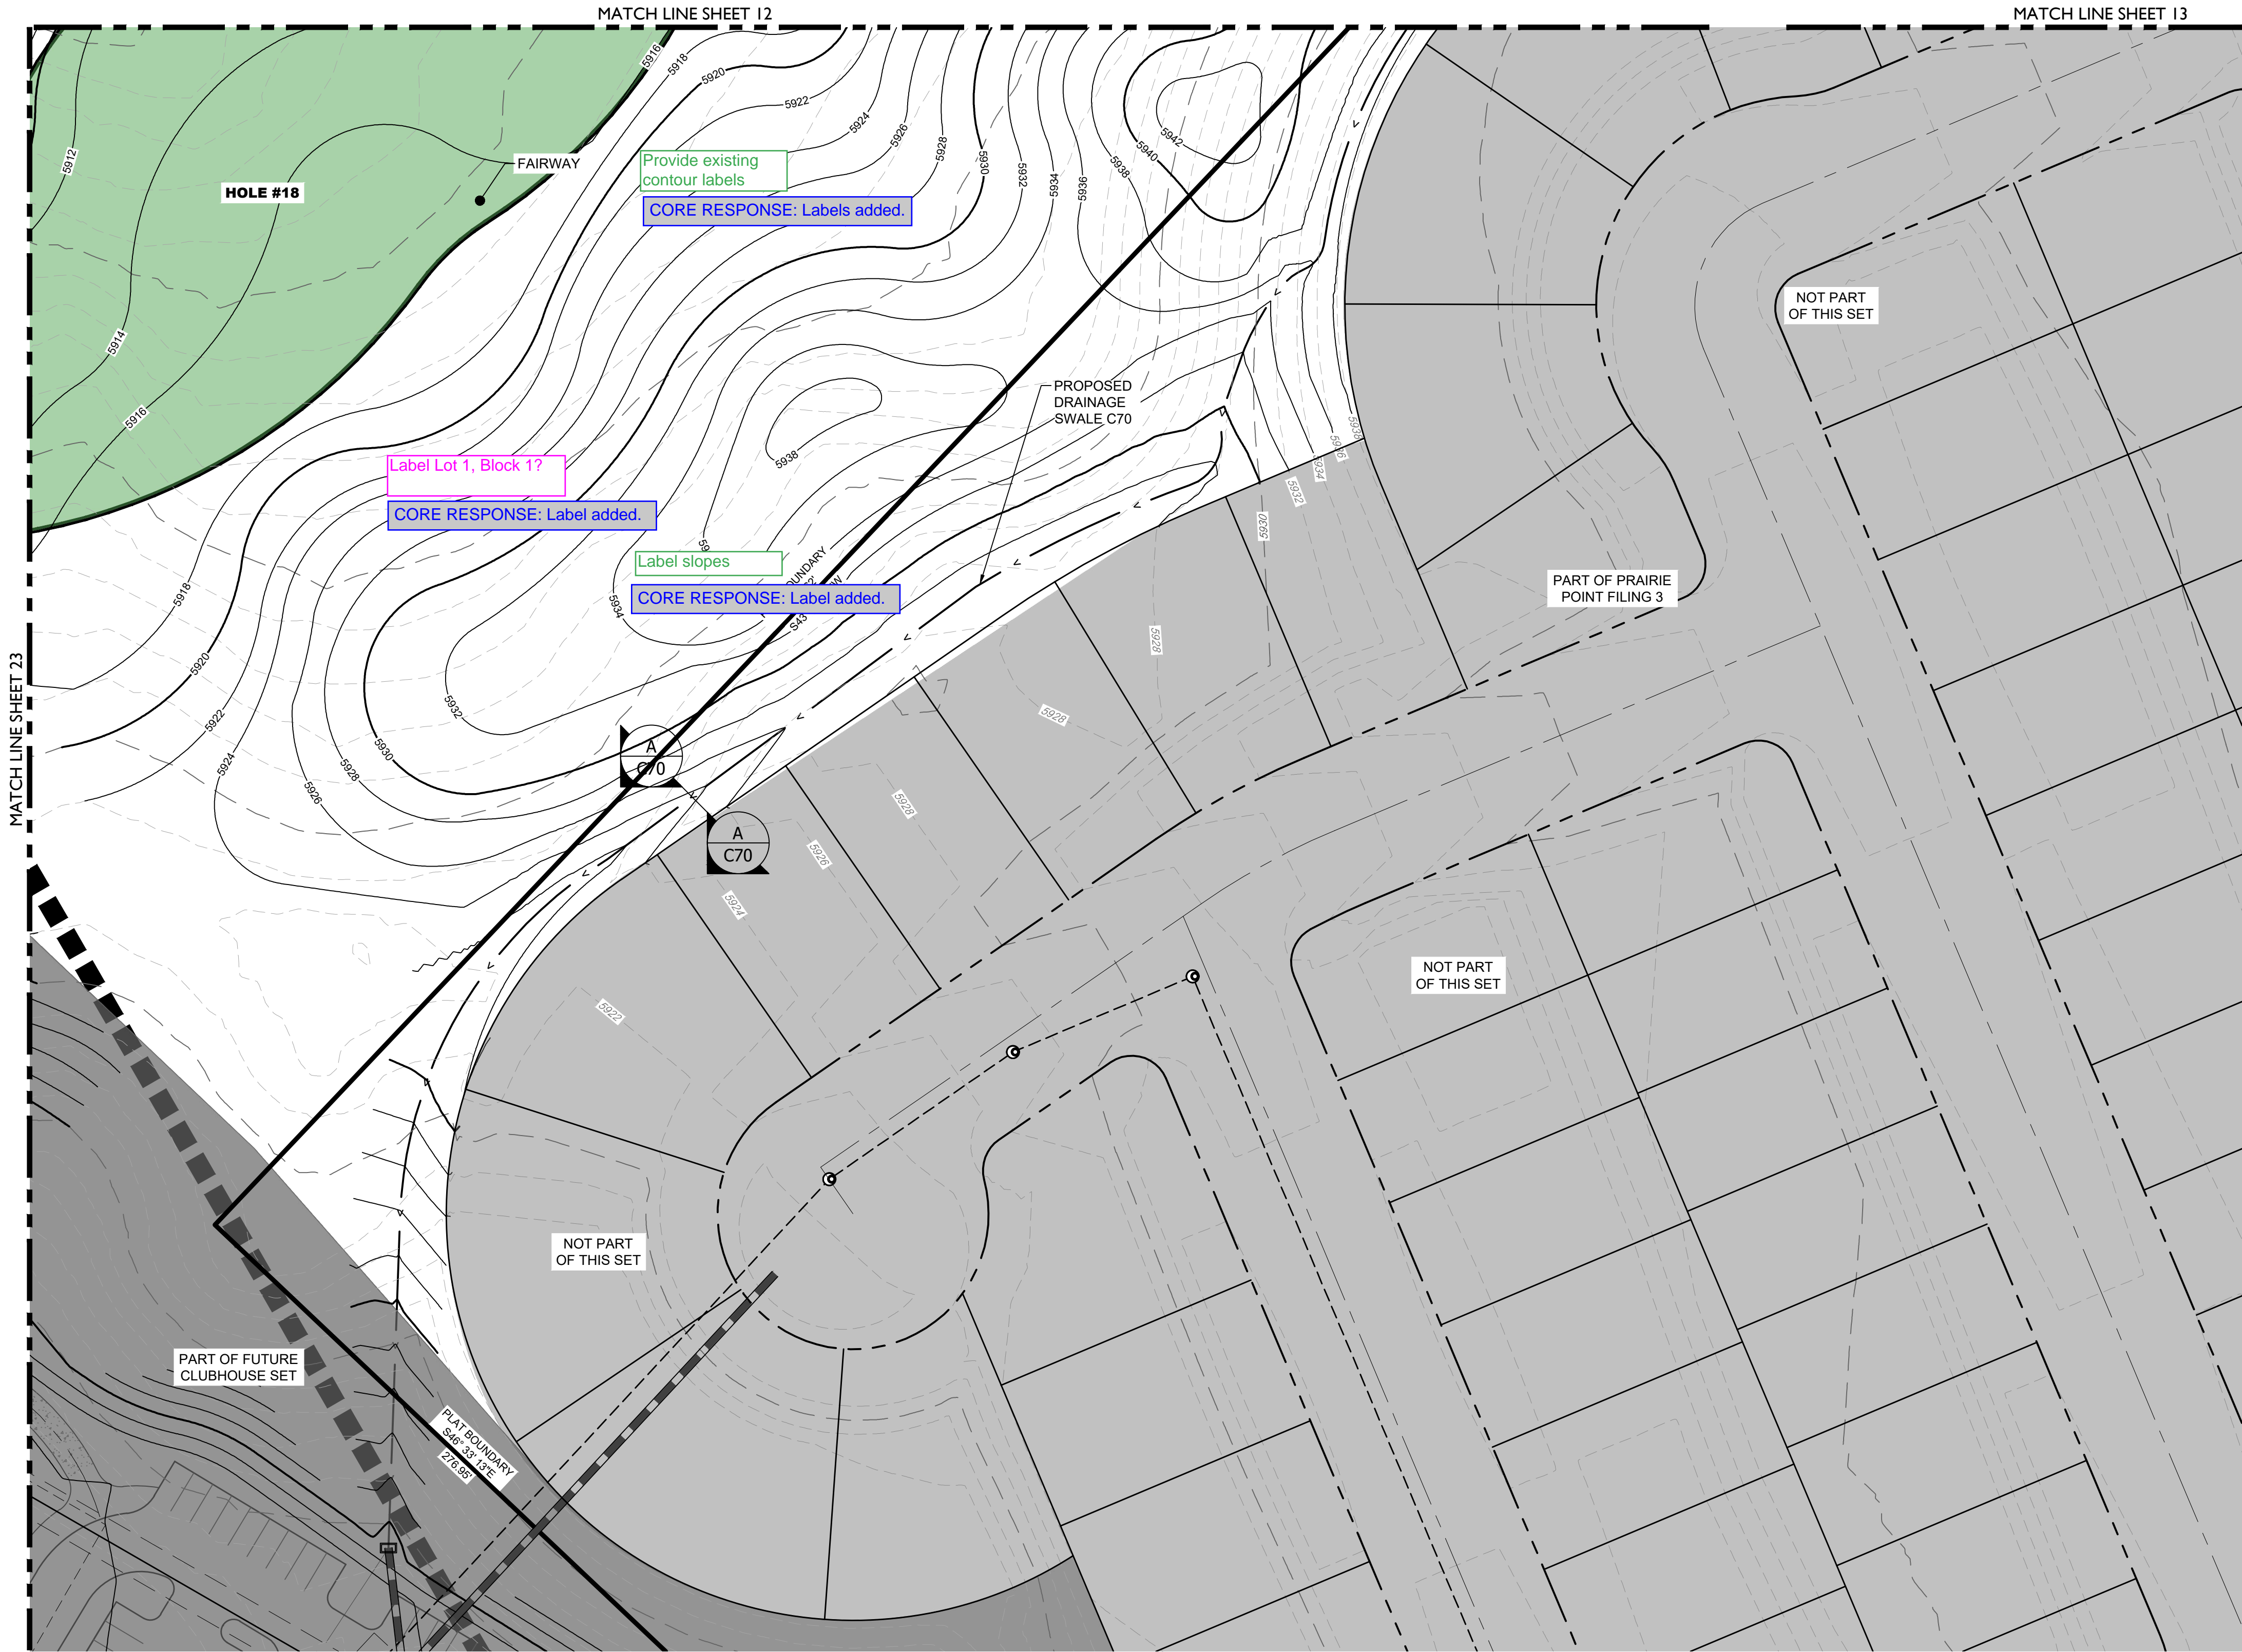 MATCH LINE SHEET 12
MATCH LINE SHEET 13
5916
5918
5920
5922
5924
5926
5928
5930
5932
5934
5936
5938
5940
5942
5912
FAIRWAY
HOLE #18
Provide existing
contour labels
CORE RESPONSE: Labels added.
NOT PART
OF THIS SET
5914
5916
PROPOSED
DRAINAGE
SWALE C70
5938
5936
5934
5932
5930
5938
Label Lot 1, Block 1?
CORE RESPONSE: Label added.
Label slopes
CORE RESPONSE: Label added.
5918
5934
S43
PART OF PRAIRIE
POINT FILING 3
5928
5928
MATCH LINE SHEET 23
5920
5922
5924
5926
5928
5930
5932
A
C70
A
C70
5928
5926
5924
5922
NOT PART
OF THIS SET
NOT PART
OF THIS SET
PART OF FUTURE
CLUBHOUSE SET
PLAT BOUNDARY
S46° 33' 13"E
276.95'